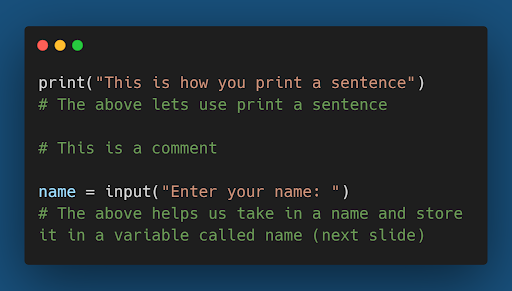 print("This is how you print a sentence")
# The above lets use print a sentence
# This is a comment
name = input("Enter your name: ")
# The above helps us take in a name and store
it in a variable called name (next slide)